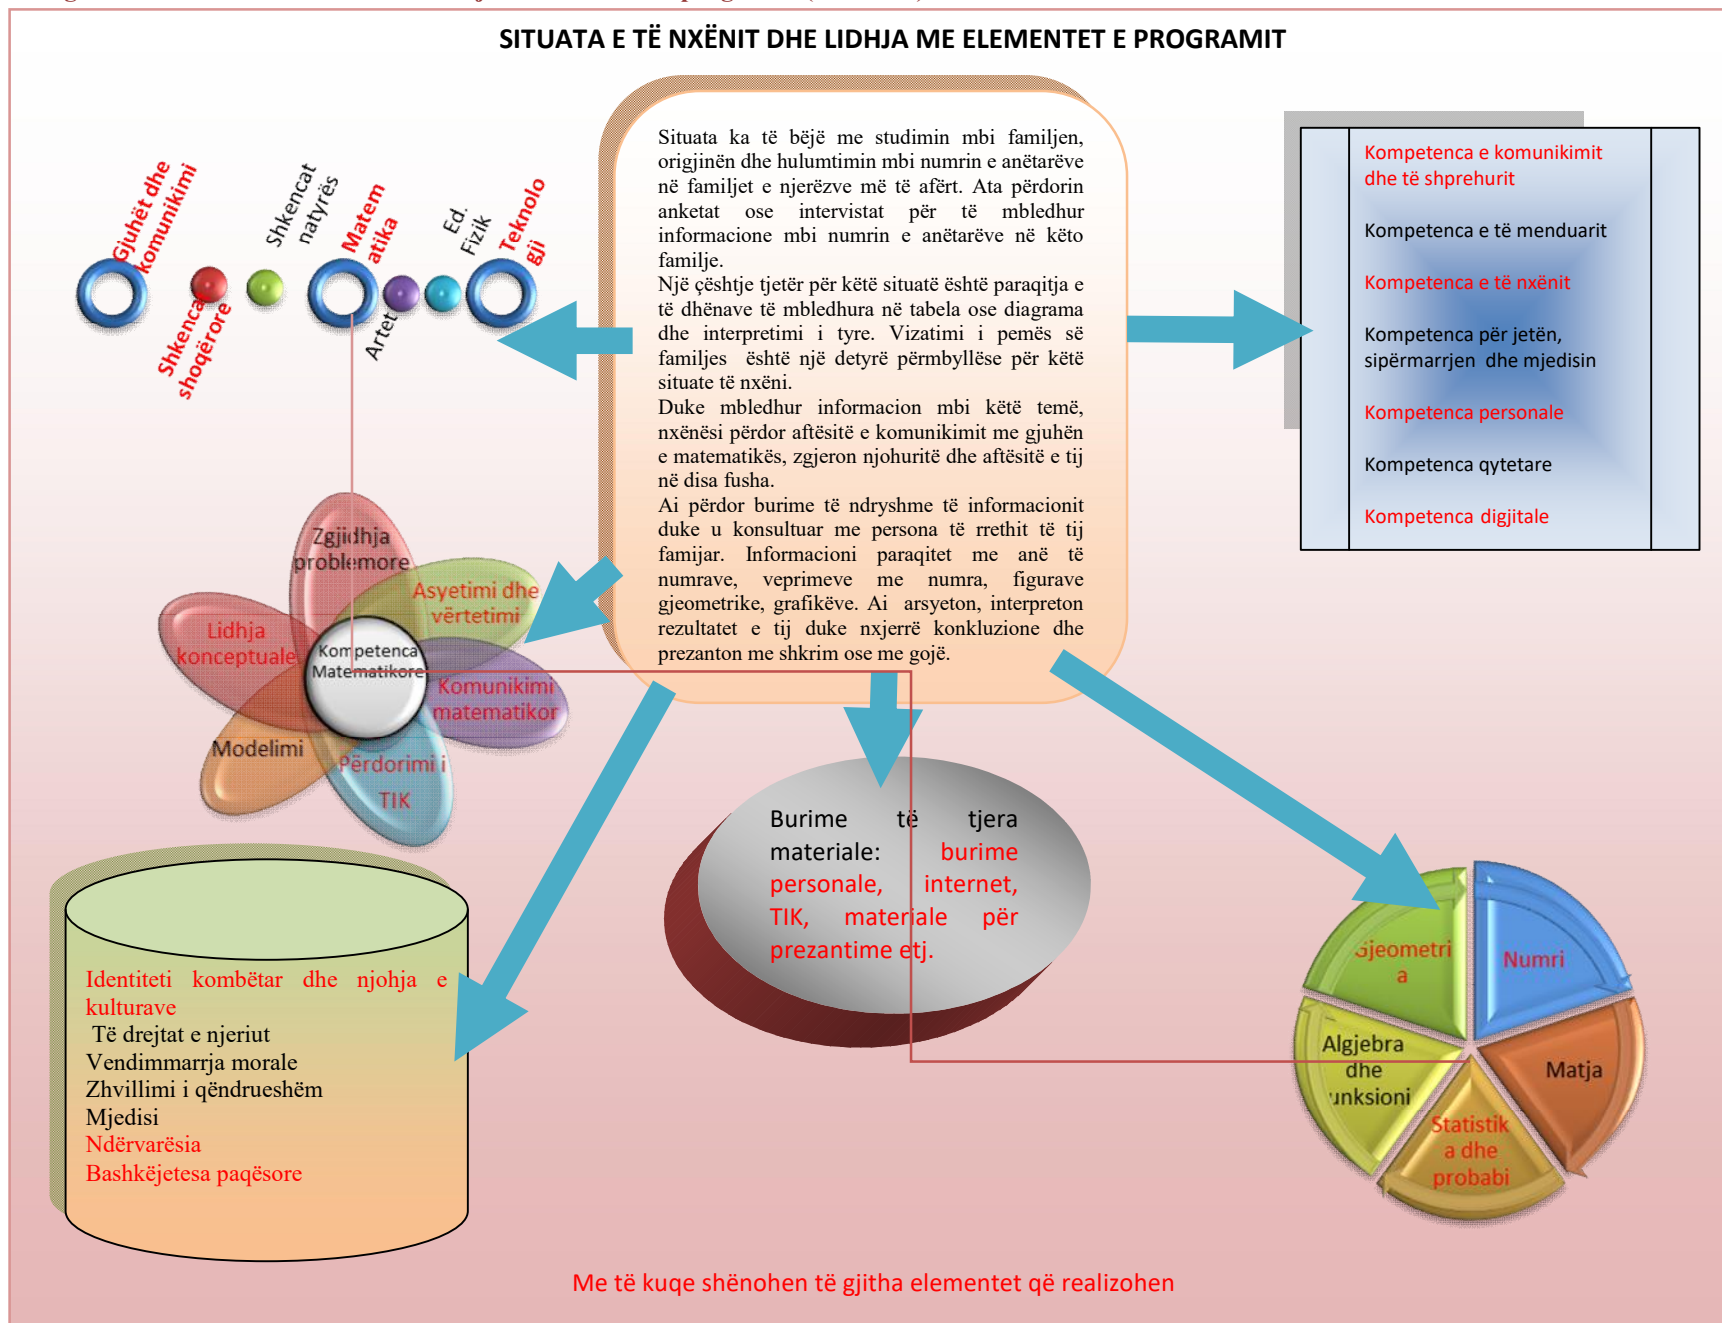 SITUATA E TË NXËNIT DHE LIDHJA ME ELEMENTET E PROGRAMIT
Gjuhët dhe
komunikimi
Shkenca
shoqërore
Shkencat
natyrës
Matem
atika
Artet
Ed.
Fizik
Teknolo
gji
Situata ka të bëjë me studimin mbi familjen,
origjinën dhe hulumtimin mbi numrin e anëtarëve
në familjet e njerëzve më të afërt. Ata përdorin
anketat ose intervistat për të mbledhur
informacione mbi numrin e anëtarëve në këto
familje.
Një çështje tjetër për këtë situatë është paraqitja e
të dhënave të mbledhura në tabela ose diagrama
dhe interpretimi i tyre. Vizatimi i pemës së
familjes është një detyrë përmbyllëse për këtë
situate të nxëni.
Duke mbledhur informacion mbi këtë temë,
nxënësi përdor aftësitë e komunikimit me gjuhën
e matematikës, zgjeron njohuritë dhe aftësitë e tij
në disa fusha.
Ai përdor burime të ndryshme të informacionit
duke u konsultuar me persona të rrethit të tij
famijar. Informacioni paraqitet me anë të
numrave, veprimeve me numra, figurave
gjeometrike, grafikëve. Ai arsyeton, interpreton
rezultatet e tij duke nxjerrë konkluzione dhe
prezanton me shkrim ose me gojë.
Kompetenca e komunikimit
dhe të shprehurit
Kompetenca e të menduarit
Kompetenca e të nxënit
Kompetenca për jetën,
sipërmarrjen dhe mjedisin
Kompetenca personale
Kompetenca qytetare
Kompetenca digjitale
Zgjidhja
problemore
Asyetimi dhe
vërtetimi
Lidhja
konceptuale
Kompetenca
Matematikore
Komunikimi
matematikor
Modelimi
Përdorimi i
TIK
Burime të tjera
materiale: burime
personale, internet,
TIK, materiale për
prezantime etj.
Identiteti kombëtar dhe njohja e
kulturave
Të drejtat e njeriut
Vendimmarrja morale
Zhvillimi i qëndrueshëm
Mjedisi
Ndërvarësia
Bashkëjetesa paqësore
Gjeometri
a
Numri
Algjebra
dhe
unksioni
Matja
Statistik
a dhe
probabi
Me të kuqe shënohen të gjitha elementet që realizohen